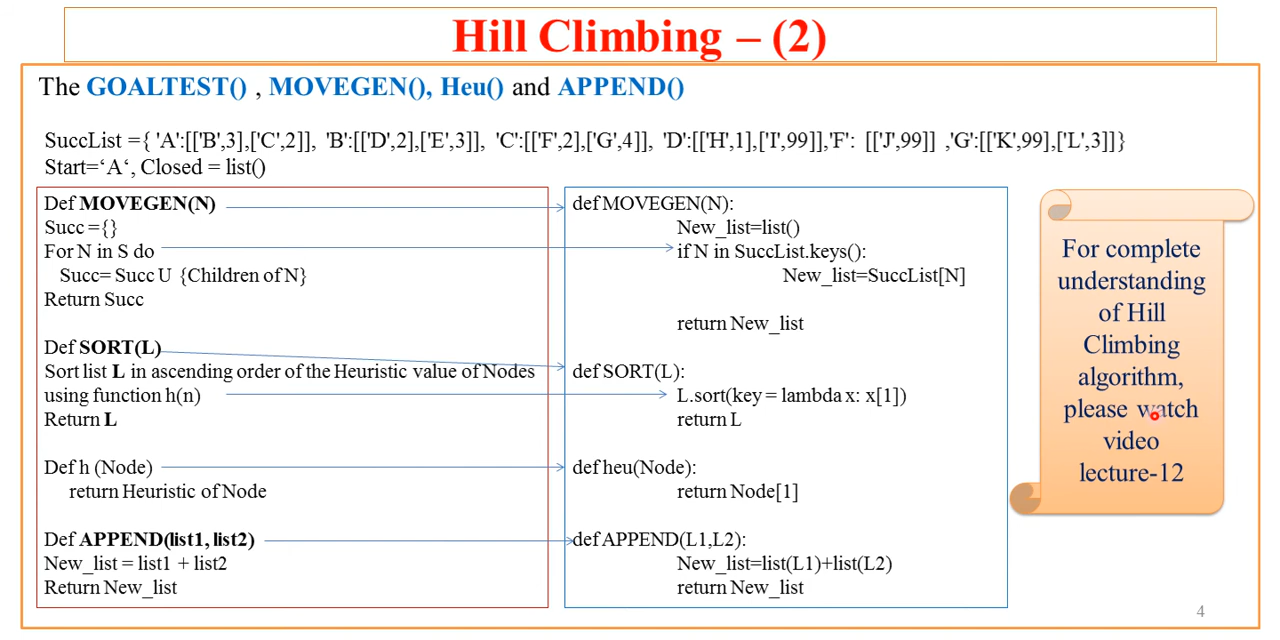 Hill Climbing – (2)
The GOALTEST() , MOVEGEN(), Heu() and APPEND()
SuccList ={ 'A':[['B',3],['C',2]], 'B':[['D',2],['E',3]], 'C':[['F',2],['G',4]], 'D':[['H',1],['I',99]],'F': [['J',99]] ,'G':[['K',99],['L',3]]}
Start=‘A‘, Closed = list()
Def MOVEGEN(N)
Succ ={}
For N in S do
Succ= Succ U {Children of N}
Return Succ
Def SORT(L)
Sort list L in ascending order of the Heuristic value of Nodes
using function h(n)
Return L
Def h (Node)
return Heuristic of Node
Def APPEND(list1, list2)
New_list = list1 + list2
Return New_list
def MOVEGEN(N):
New_list=list()
if N in SuccList.keys():
New_list=SuccList[N]
return New_list
def SORT(L):
L.sort(key = lambda x: x[1])
return L
def heu(Node):
return Node[1]
def APPEND(L1,L2):
New_list=list(L1)+list(L2)
return New_list
For complete
understanding
of Hill
Climbing
algorithm,
please watch
video
lecture-12
4